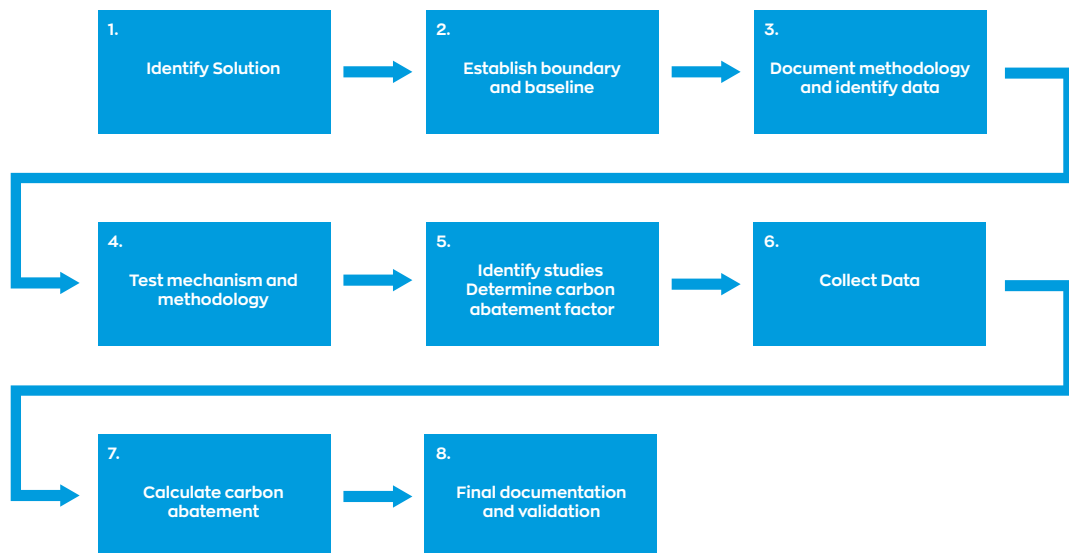 1.
Identify Solution
2.
Establish boundary
and baseline
3.
Document methodology
and identify data
4.
Test mechanism and
methodology
5.
Identify studies
Determine carbon
abatement factor
6.
Collect Data
7.
Calculate carbon
abatement
8.
Final documentation
and validation